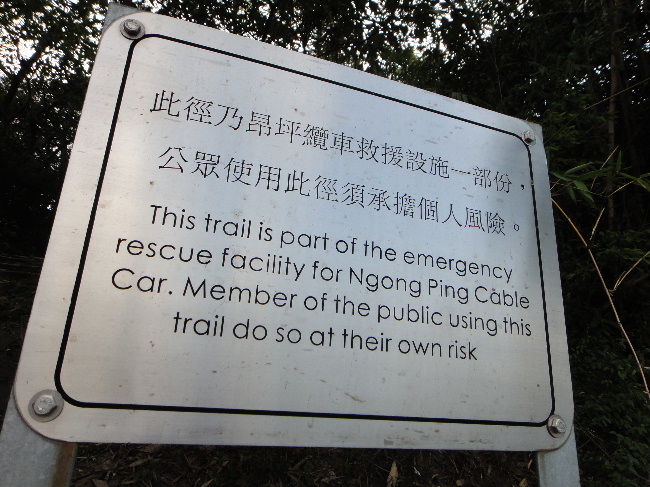 此徑乃昂坪纜車救援設施一部份，
公眾使用此徑須承擔個人風險。
This trail is part of the emergency
rescue facility for Ngong Ping Cable
Car. Member of the public using this
trail do so at their own risk